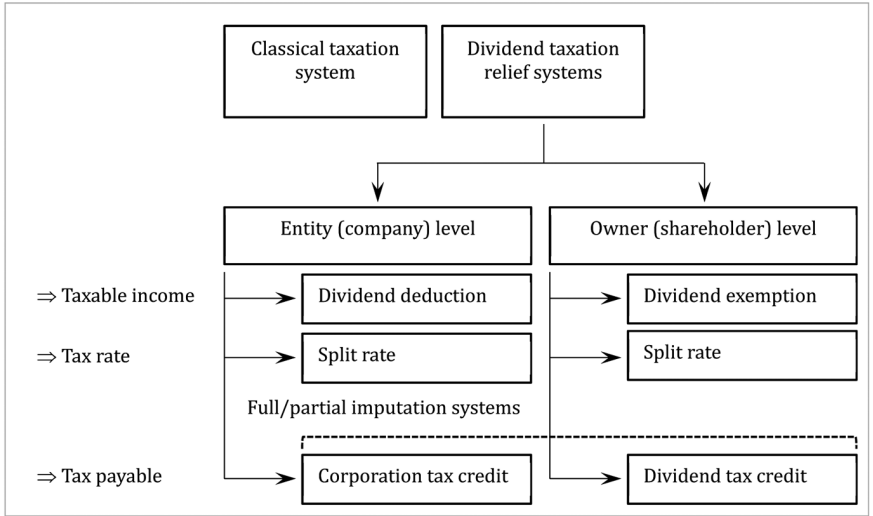 Classical taxation
system
Dividend taxation
relief systems
Entity (company) level
Owner (shareholder) level
⇒ Taxable income
Dividend deduction
Dividend exemption
⇒ Tax rate
Split rate
Split rate
Full/partial imputation systems
⇒ Tax payable
Corporation tax credit
Dividend tax credit